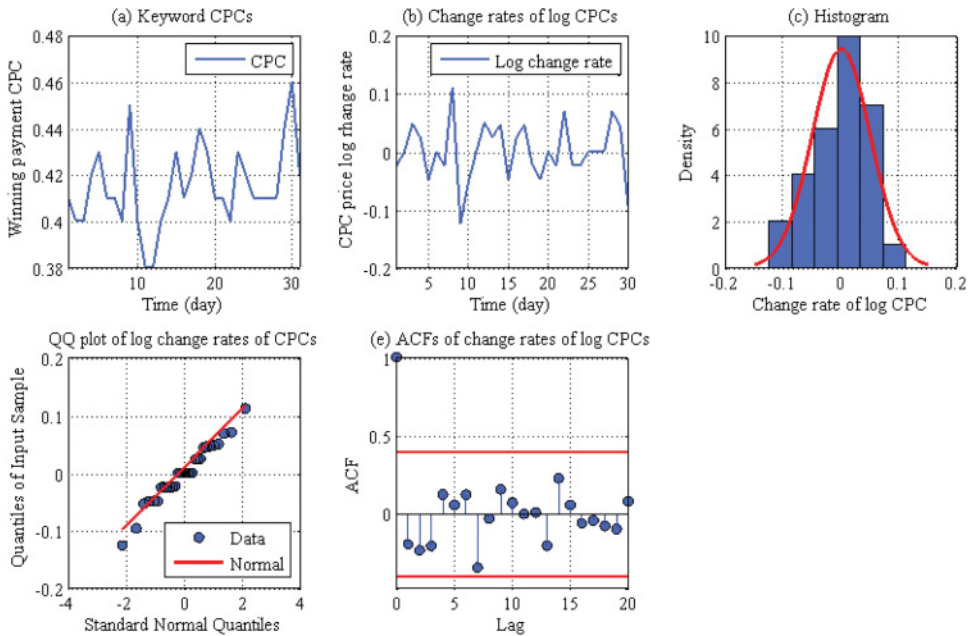 (a) Keyword CPCs
Winning payment CPC
0.48
0.46
0.44
0.42
0.4
0.38
CPC
10
20
30
Time (day)
(b) Change rates of log CPCs
CPC price log rhange rate
0.2
0.1
0
-0.1
-0.2
Log change rate
5
10
15
20
25
30
Time (day)
(c) Histogram
Density
10
8
6
4
2
0
-0.2
-0.1
0
0.1
0.2
Change rate of log CPC
QQ plot of log change rates of CPCs
Quantiles of Input Sample
0.2
0.1
0
-0.1
-0.2
Data
Normal
-4
-2
0
2
4
Standard Normal Quantiles
(e) ACFs of change rates of log CPCs
ACF
1
0.5
0
0
5
10
15
20
Lag